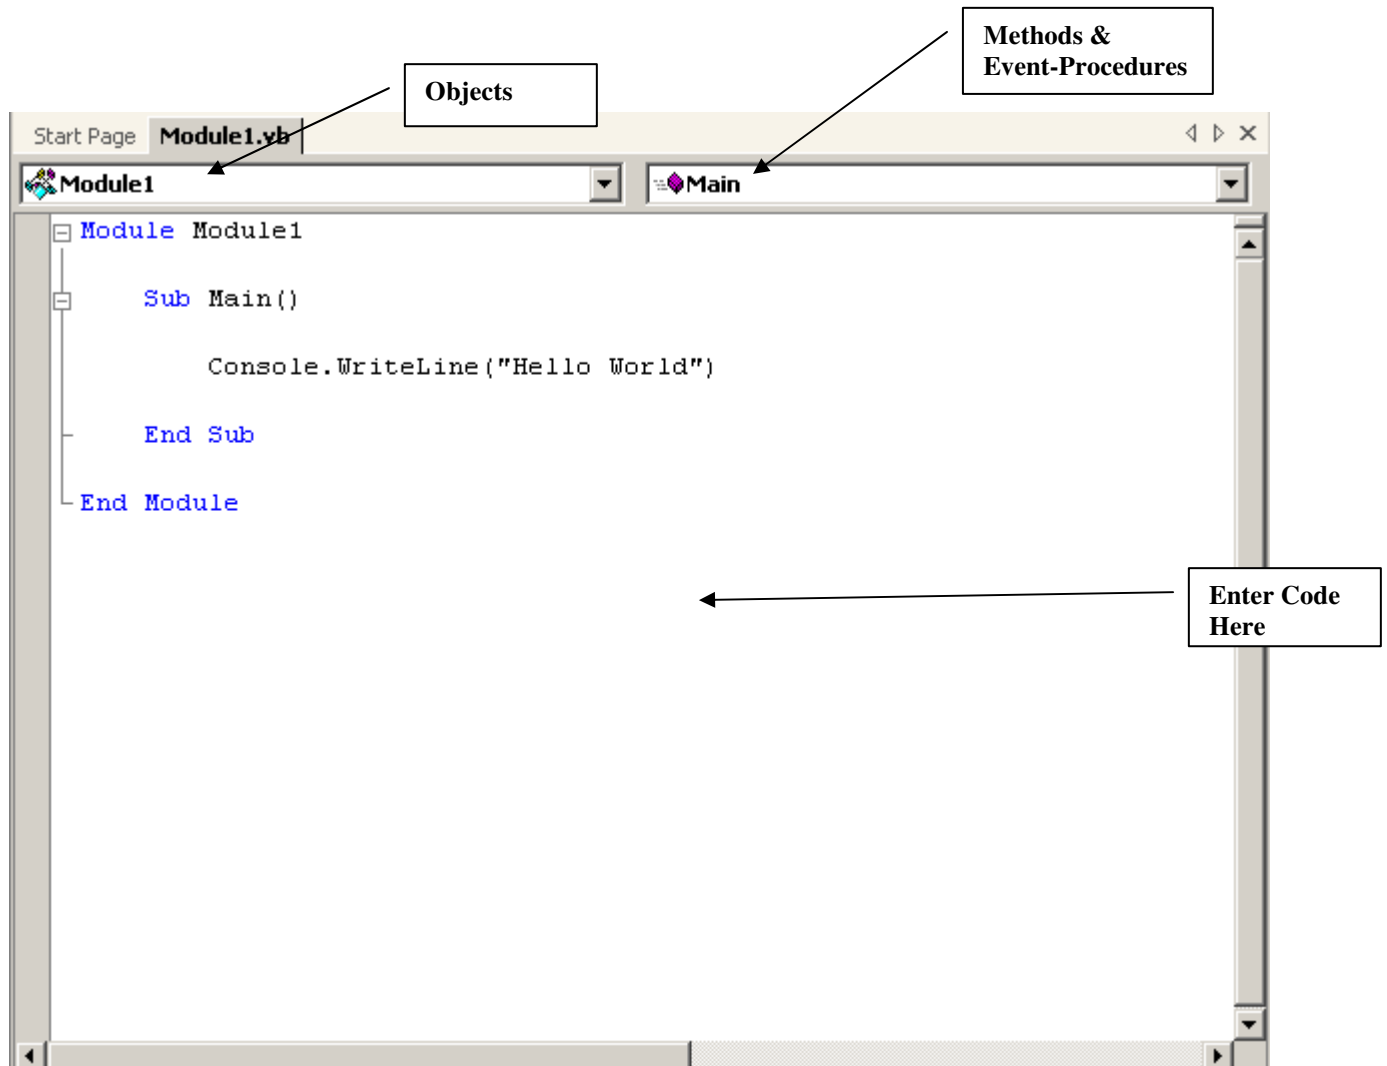 Methods &
Event-Procedures
Objects
Start Page Module1.vb
Module1 Main
Module Module1
Sub Main()
Console.WriteLine("Hello World")
End Sub
End Module
Enter Code
Here